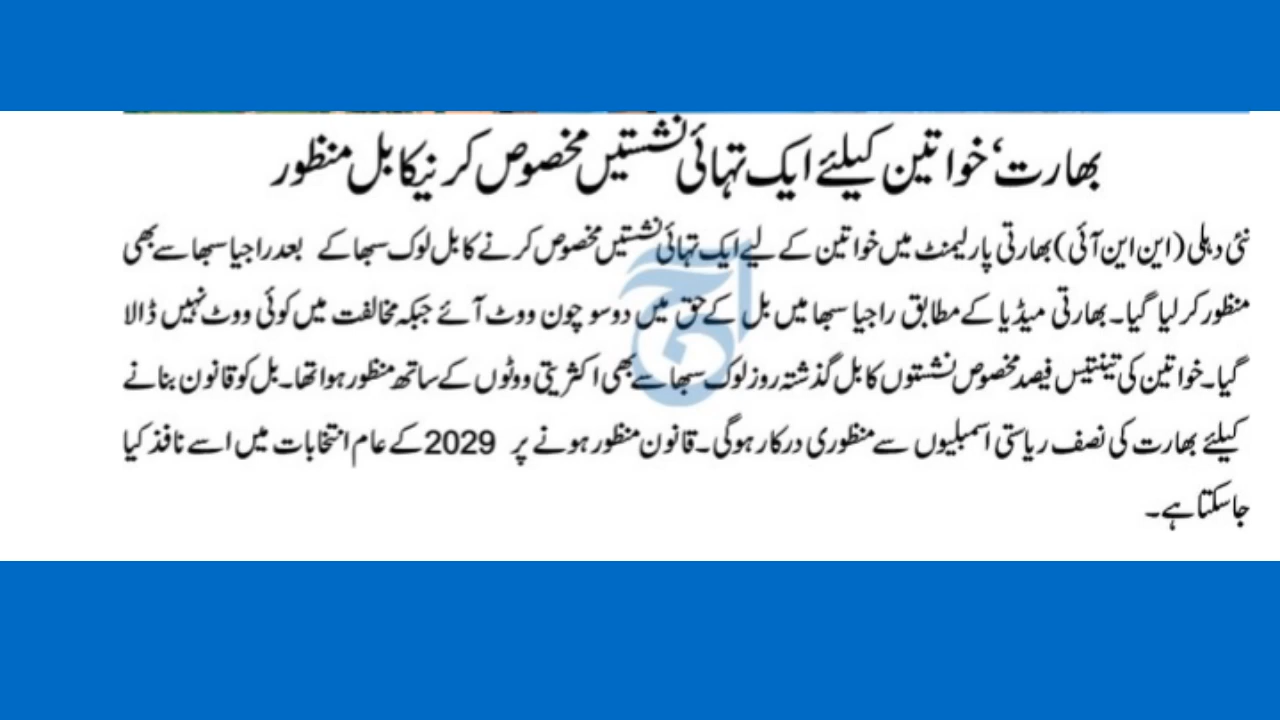 بھارت‘ خواتین کیلئے ایک تہائی نشستیں مخصوص کرنیکا بل منظور
نئی دہلی (این این آئی) بھارتی پارلیمنٹ میں خواتین کے لیے ایک تہائی نشستیں مخصوص کرنے کا بل لوک سبھا کے بعد راجیا سبھا سے بھی
منظور کر لیا گیا۔ بھارتی میڈیا کے مطابق راجیا سبھا میں بل کے حق میں دو سو چون ووٹ آئے جبکہ مخالفت میں کوئی ووٹ نہیں ڈالا
گیا۔ خواتین کی تینتیس فیصد مخصوص نشستوں کا بل گذشتہ روز لوک سبھا سے بھی اکثریتی ووٹوں کے ساتھ منظور ہوا تھا۔ بل کو قانون بنانے
کیلئے بھارت کی نصف ریاستی اسمبلیوں سے منظوری درکار ہوگی۔ قانون منظور ہونے پر 2029 کے عام انتخابات میں اسے نافذ کیا
جاسکتا ہے۔
آج